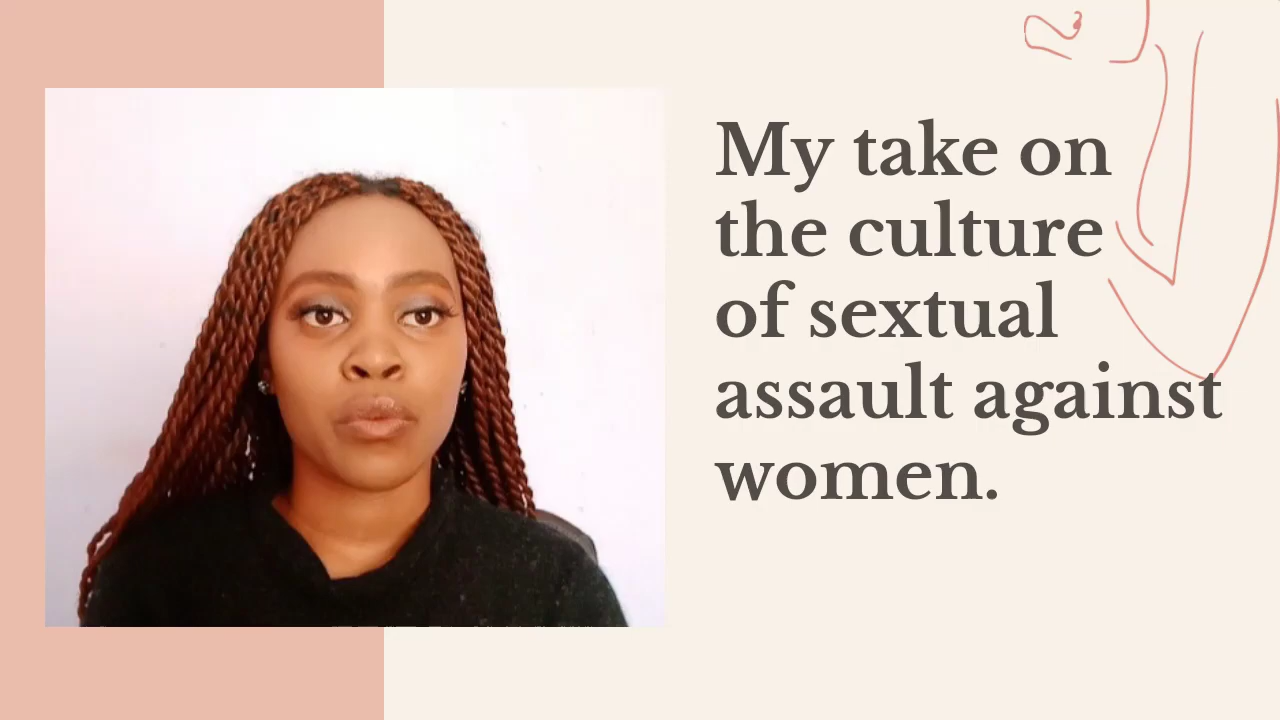 My take on
the culture
of sextual
assault against
women.